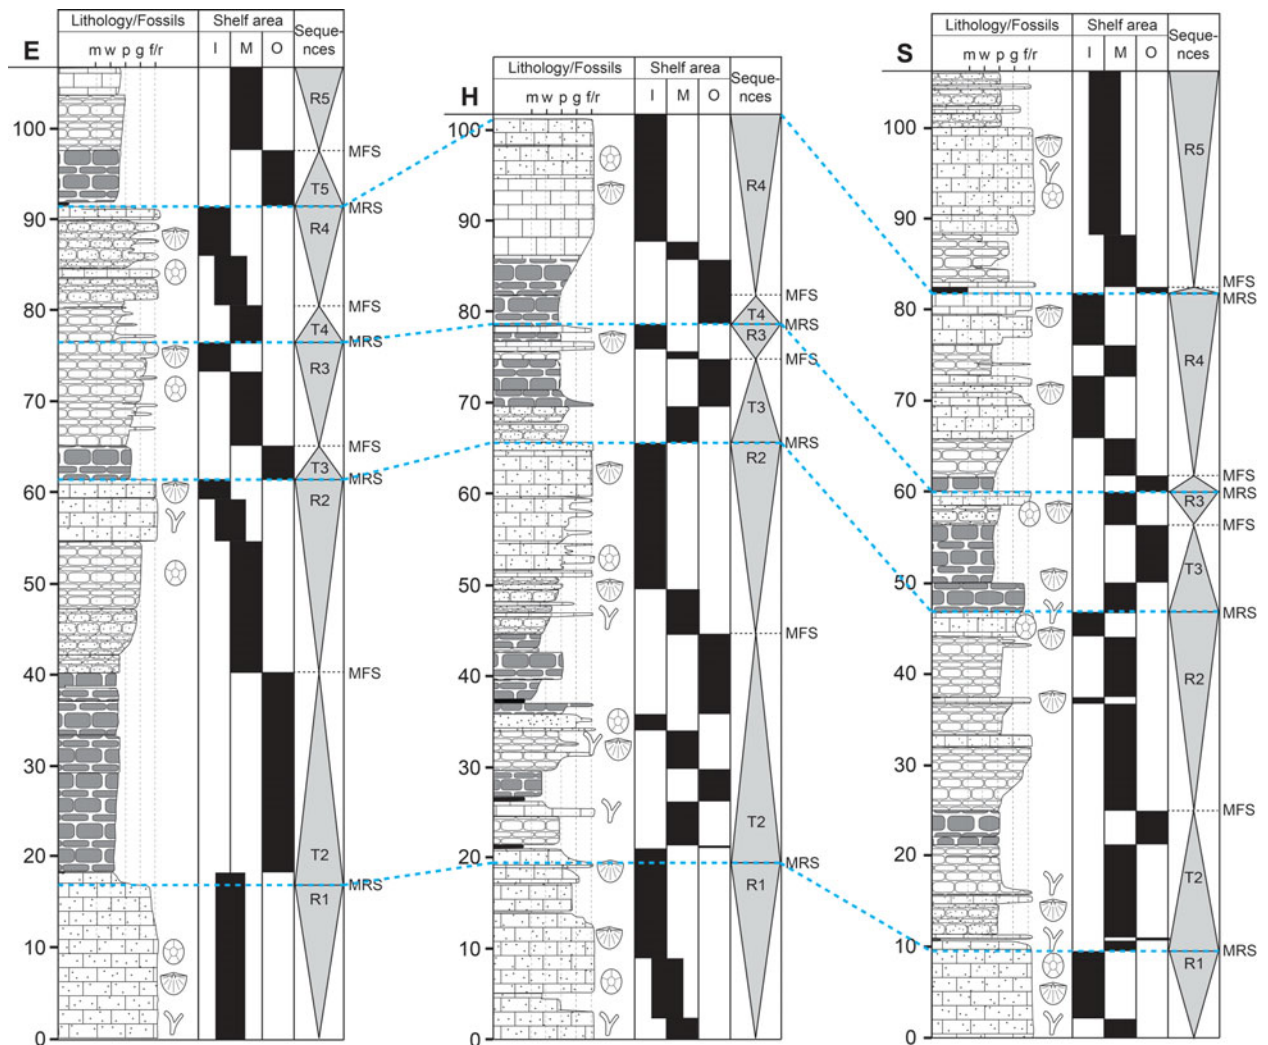 E
Lithology/Fossils
Shelf area
Seque-
nces
m w p g f/r
I
M
O
100
90
80
70
60
50
40
30
20
10
0
R5
T5
R4
T4
R3
T3
R2
T2
R1
MFS
MRS
MFS
MRS
MFS
MRS
MFS
MRS
H
Lithology/Fossils
Shelf area
Seque-
nces
m w p g f/r
I
M
O
100
90
80
70
60
50
40
30
20
10
0
R4
T4
R3
T3
R2
T2
R1
MFS
MRS
MFS
MRS
MFS
MRS
S
Lithology/Fossils
Shelf area
Seque-
nces
m w p g f/r
I
M
O
100
90
80
70
60
50
40
30
20
10
0
R5
R4
R3
T3
R2
T2
R1
MFS
MRS
MFS
MRS
MFS
MRS
MFS
MRS